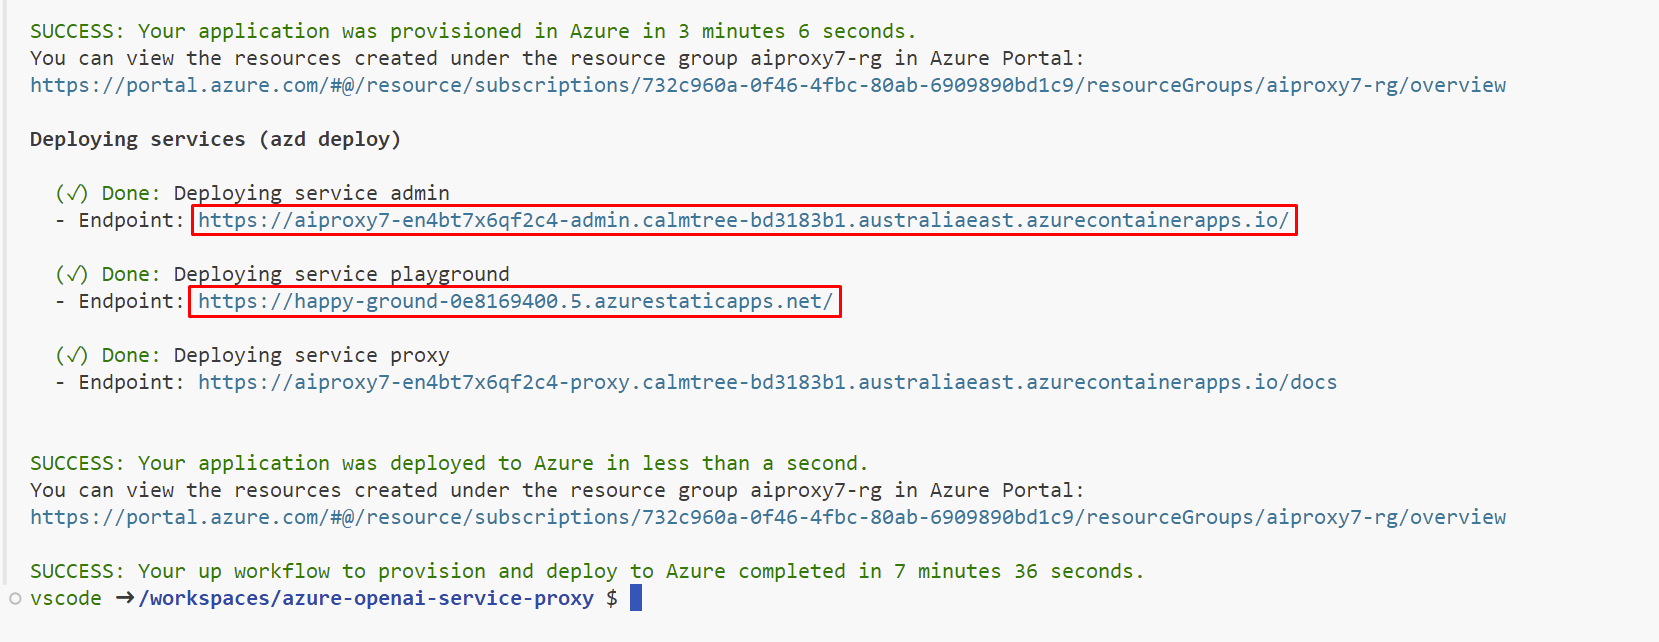 SUCCESS: Your application was provisioned in Azure in 3 minutes 6 seconds.
You can view the resources created under the resource group aiproxy7-rg in Azure Portal:
https://portal.azure.com/#@/resource/subscriptions/732c960a-0f46-4fbc-80ab-6909890bd1c9/resourceGroups/aiproxy7-rg/overview
Deploying services (azd deploy)
(✓) Done: Deploying service admin
- Endpoint: https://aiproxy7-en4bt7x6qf2c4-admin.calmtree-bd3183b1.australiaeast.azurecontainerapps.io/
(✓) Done: Deploying service playground
- Endpoint: https://happy-ground-0e8169400.5.azurestaticapps.net/
(✓) Done: Deploying service proxy
- Endpoint: https://aiproxy7-en4bt7x6qf2c4-proxy.calmtree-bd3183b1.australiaeast.azurecontainerapps.io/docs
SUCCESS: Your application was deployed to Azure in less than a second.
You can view the resources created under the resource group aiproxy7-rg in Azure Portal:
https://portal.azure.com/#@/resource/subscriptions/732c960a-0f46-4fbc-80ab-6909890bd1c9/resourceGroups/aiproxy7-rg/overview
SUCCESS: Your up workflow to provision and deploy to Azure completed in 7 minutes 36 seconds.
vscode ➜ /workspaces/azure-openai-service-proxy $